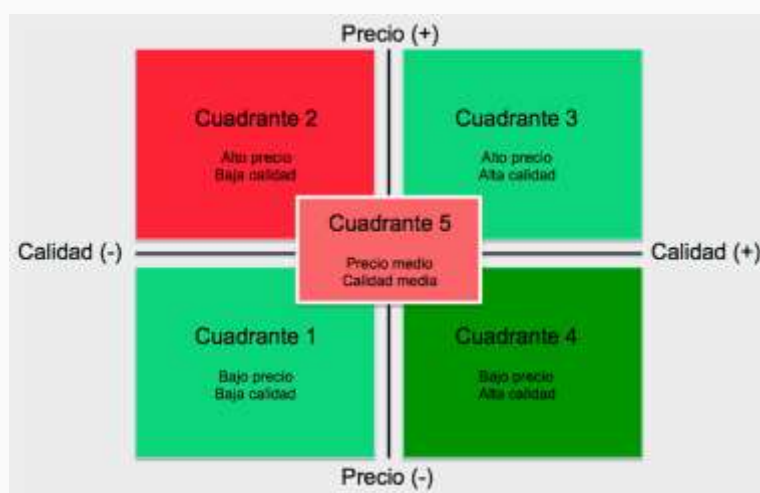 Precio (+)
Cuadrante 2
Alto precio
Baja calidad
Cuadrante 3
Alto precio
Alta calidad
Calidad (-)
Cuadrante 5
Precio medio
Calidad media
Calidad (+)
Cuadrante 1
Bajo precio
Baja calidad
Cuadrante 4
Bajo precio
Alta calidad
Precio (-)